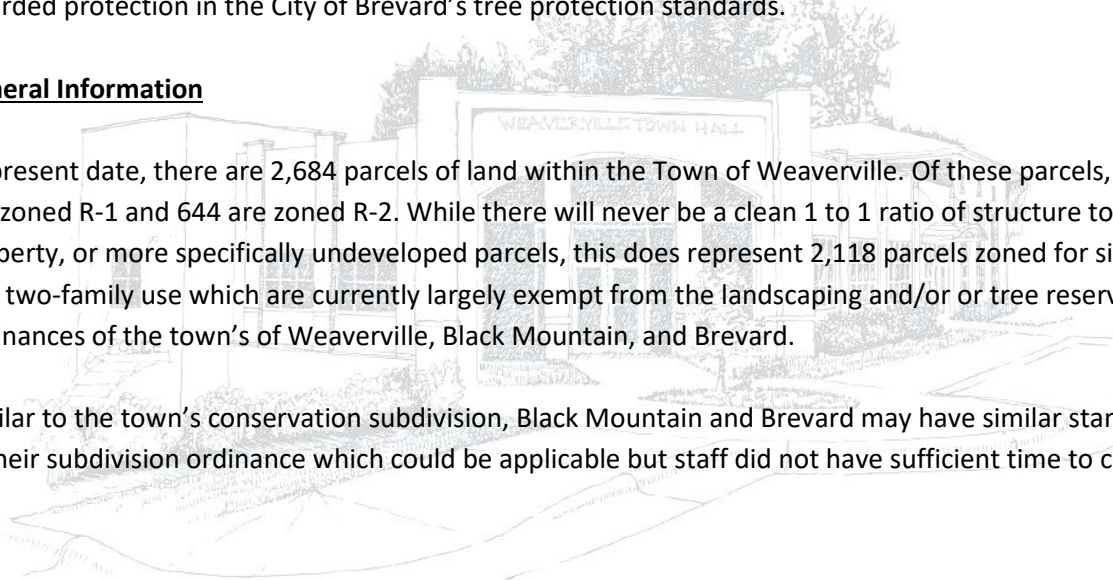 rded protection in the City of Brevard's tree protection standards.
neral Information
WEAVERVILLE TOWN HALL
present date, there are 2,684 parcels of land within the Town of Weaverville. Of these parcels,
zoned R-1 and 644 are zoned R-2. While there will never be a clean 1 to 1 ratio of structure to
perty, or more specifically undeveloped parcels, this does represent 2,118 parcels zoned for si
two-family use which are currently largely exempt from the landscaping and/or or tree reserv
inances of the town's of Weaverville, Black Mountain, and Brevard.
ilar to the town's conservation subdivision, Black Mountain and Brevard may have similar star
heir subdivision ordinance which could be applicable but staff did not have sufficient time to c